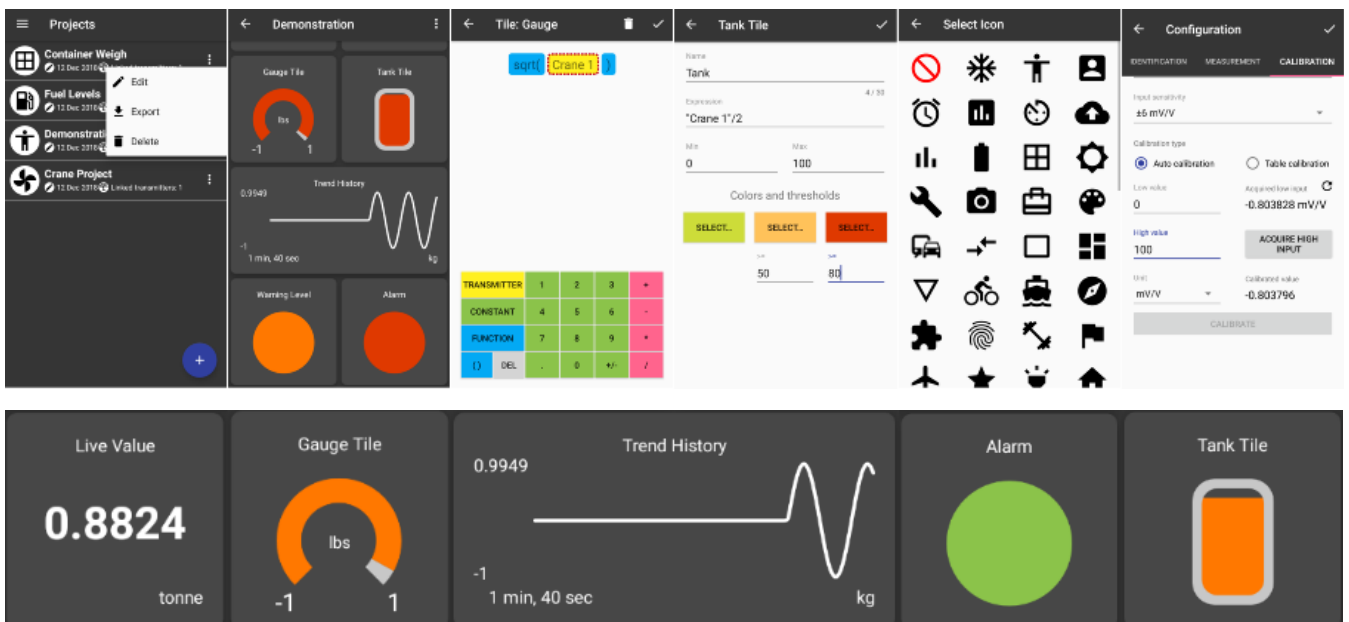 Projects
Container Weigh
12 Dec 2018 Linked transmitters: 1
Edit
Fuel Levels
12 Dec 2018
Export
Demonstrati
12 Dec 2018
Delete
Crane Project
12 Dec 2018 Linked transmitters: 1
+
Demonstration
Gauge Tile
lbs
-1 1
Tank Tile
Trend History
0.9949
-1
1 min, 40 sec
kg
Warning Level
Alarm
Tile: Gauge
sqrt( Crane 1 )
TRANSMITTER 1 2 3 +
CONSTANT 4 5 6 -
FUNCTION 7 8 9 *
( ) DEL . 0 +/- /
Tank Tile
Name
Tank
4 / 30
Expression
"Crane 1"/2
Min Max
0 100
Colors and thresholds
SELECT... SELECT... SELECT...
>= >=
50 80
Select Icon
Configuration
IDENTIFICATION MEASUREMENT CALIBRATION
Input sensitivity
±6 mV/V
Calibration type
Auto calibration Table calibration
Low value Acquired low input
0 -0.803828 mV/V
High value
100
ACQUIRE HIGH
INPUT
Unit Calibrated value
mV/V -0.803796
CALIBRATE
Live Value
0.8824
tonne
Gauge Tile
lbs
-1 1
Trend History
0.9949
-1
1 min, 40 sec
kg
Alarm
Tank Tile